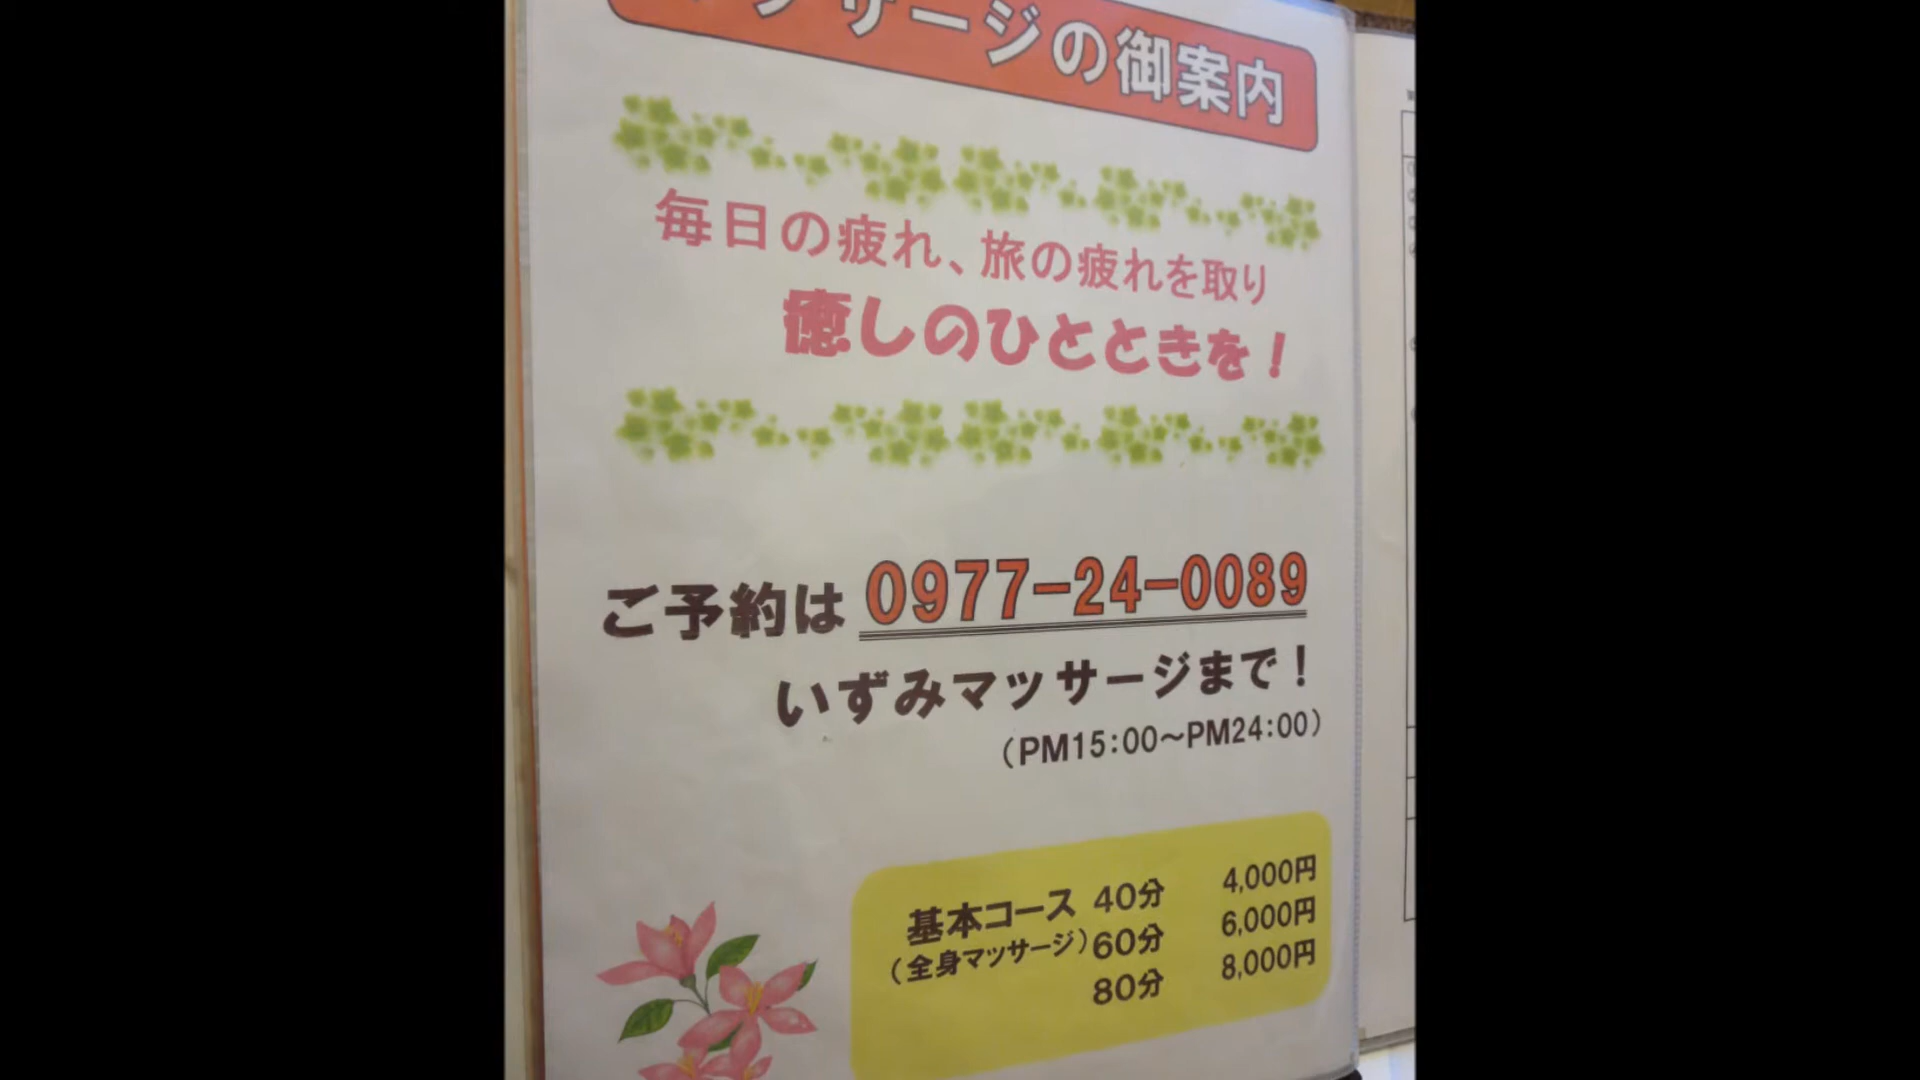 ッサージの御案内
毎日の疲れ、旅の疲れを取り
癒しのひとときを！
ご予約は 0977-24-0089
いずみマッサージまで！
（PM15:00～PM24:00）
基本コース 40分 4,000円
（全身マッサージ）60分 6,000円
80分 8,000円